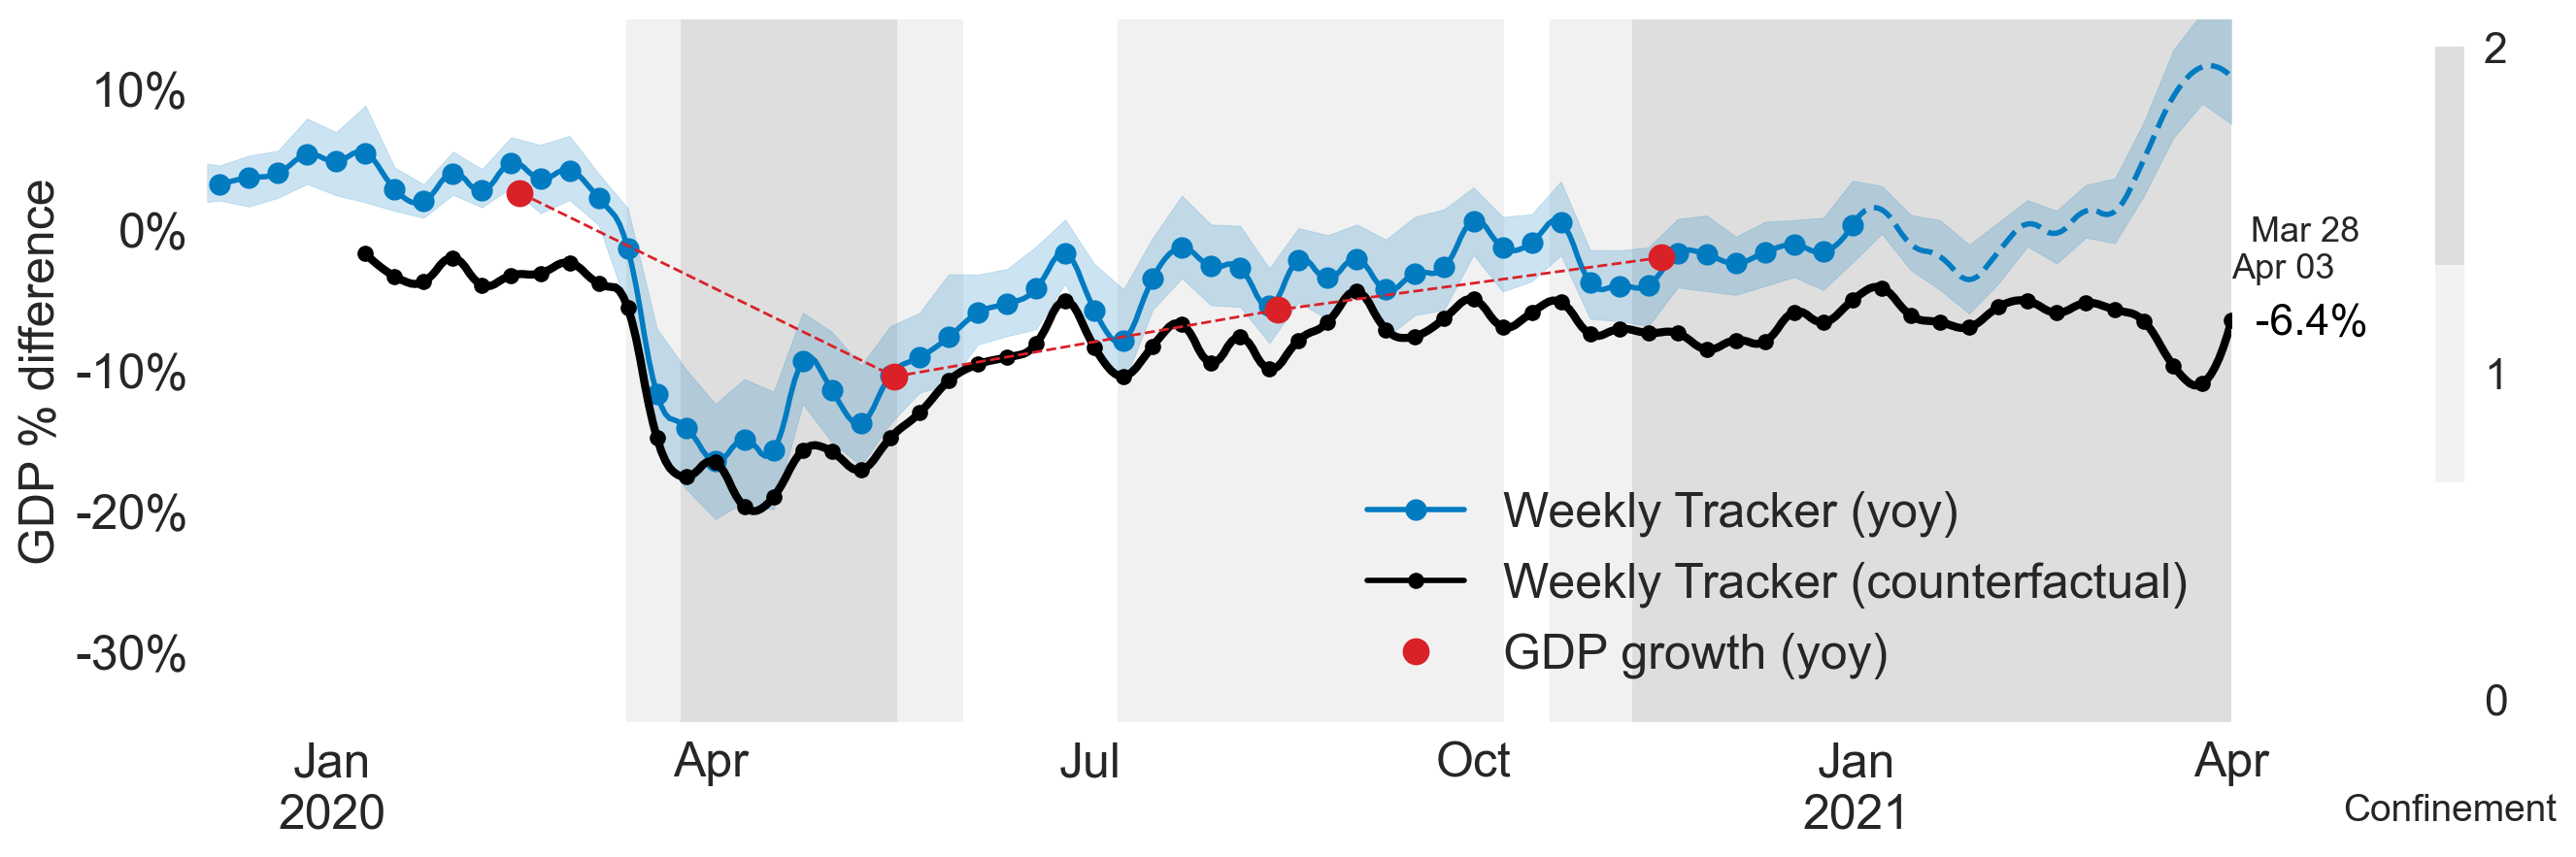 GDP % difference
10%
0%
-10%
-20%
-30%
Jan
2020
Apr
Jul
Oct
Jan
2021
Apr
Weekly Tracker (yoy)
Weekly Tracker (counterfactual)
GDP growth (yoy)
Mar 28
Apr 03
-6.4%
2
1
0
Confinement